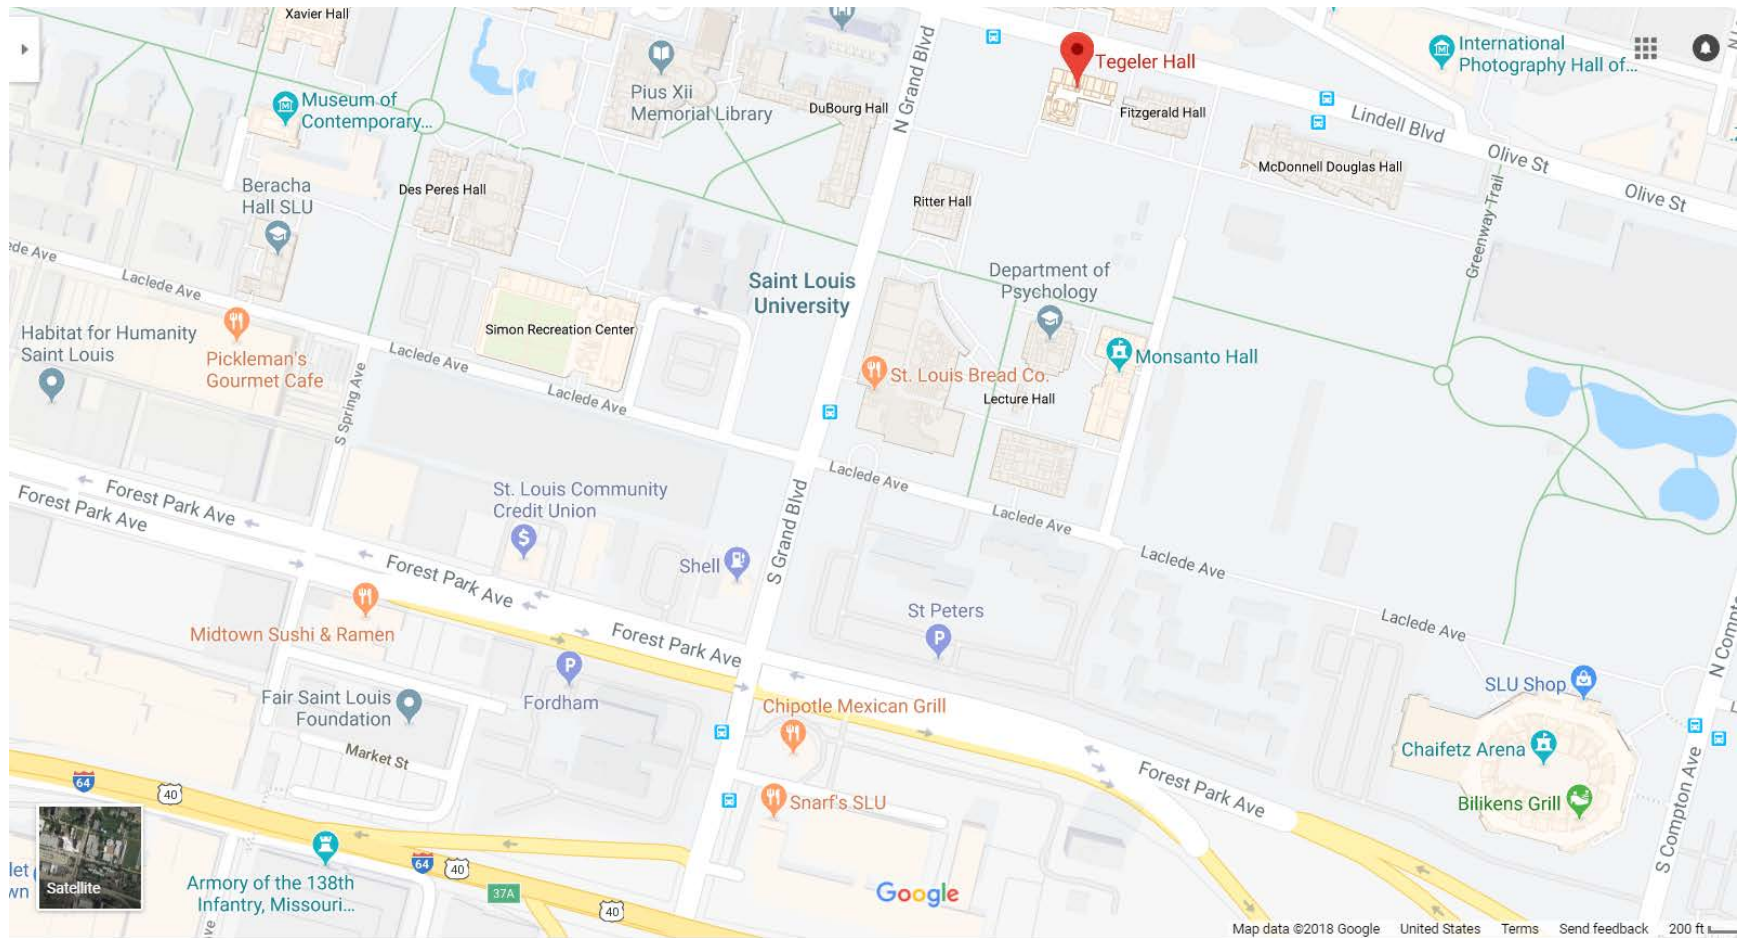 Xavier Hall
N Grand Blvd
Tegeler Hall
International
Photography Hall of...
Museum of
Contemporary...
Pius Xii
Memorial Library
DuBourg Hall
Fitzgerald Hall
Lindell Blvd
Olive St
Olive St
McDonnell Douglas Hall
Beracha
Hall SLU
Des Peres Hall
Ritter Hall
Greenway Trail
Laclede Ave
Saint Louis
University
Department of
Psychology
Habitat for Humanity
Saint Louis
Pickleman's
Gourmet Cafe
Simon Recreation Center
Laclede Ave
Laclede Ave
S Spring Ave
St. Louis Bread Co.
Lecture Hall
Monsanto Hall
Laclede Ave
Laclede Ave
Laclede Ave
Laclede Ave
Forest Park Ave
Forest Park Ave
St. Louis Community
Credit Union
S Grand Blvd
Shell
Forest Park Ave
Forest Park Ave
Midtown Sushi & Ramen
St Peters
P
P
Fordham
Fair Saint Louis
Foundation
Chipotle Mexican Grill
SLU Shop
Market St
Chaifetz Arena
Forest Park Ave
64
40
Snarf's SLU
Bilikens Grill
S Compton Ave
64
40
37A
40
Armory of the 138th
Infantry, Missouri...
Satellite
Google
Map data ©2018 Google United States Terms Send feedback 200 ft